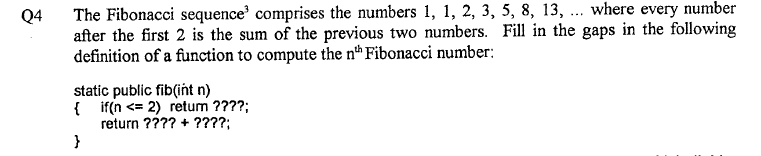 Q4 The Fibonacci sequence³ comprises the numbers 1, 1, 2, 3, 5, 8, 13, ... where every number
after the first 2 is the sum of the previous two numbers. Fill in the gaps in the following
definition of a function to compute the nᵗʰ Fibonacci number:
static public fib(int n)
{ if(n <= 2) return ????;
return ???? + ????;
}